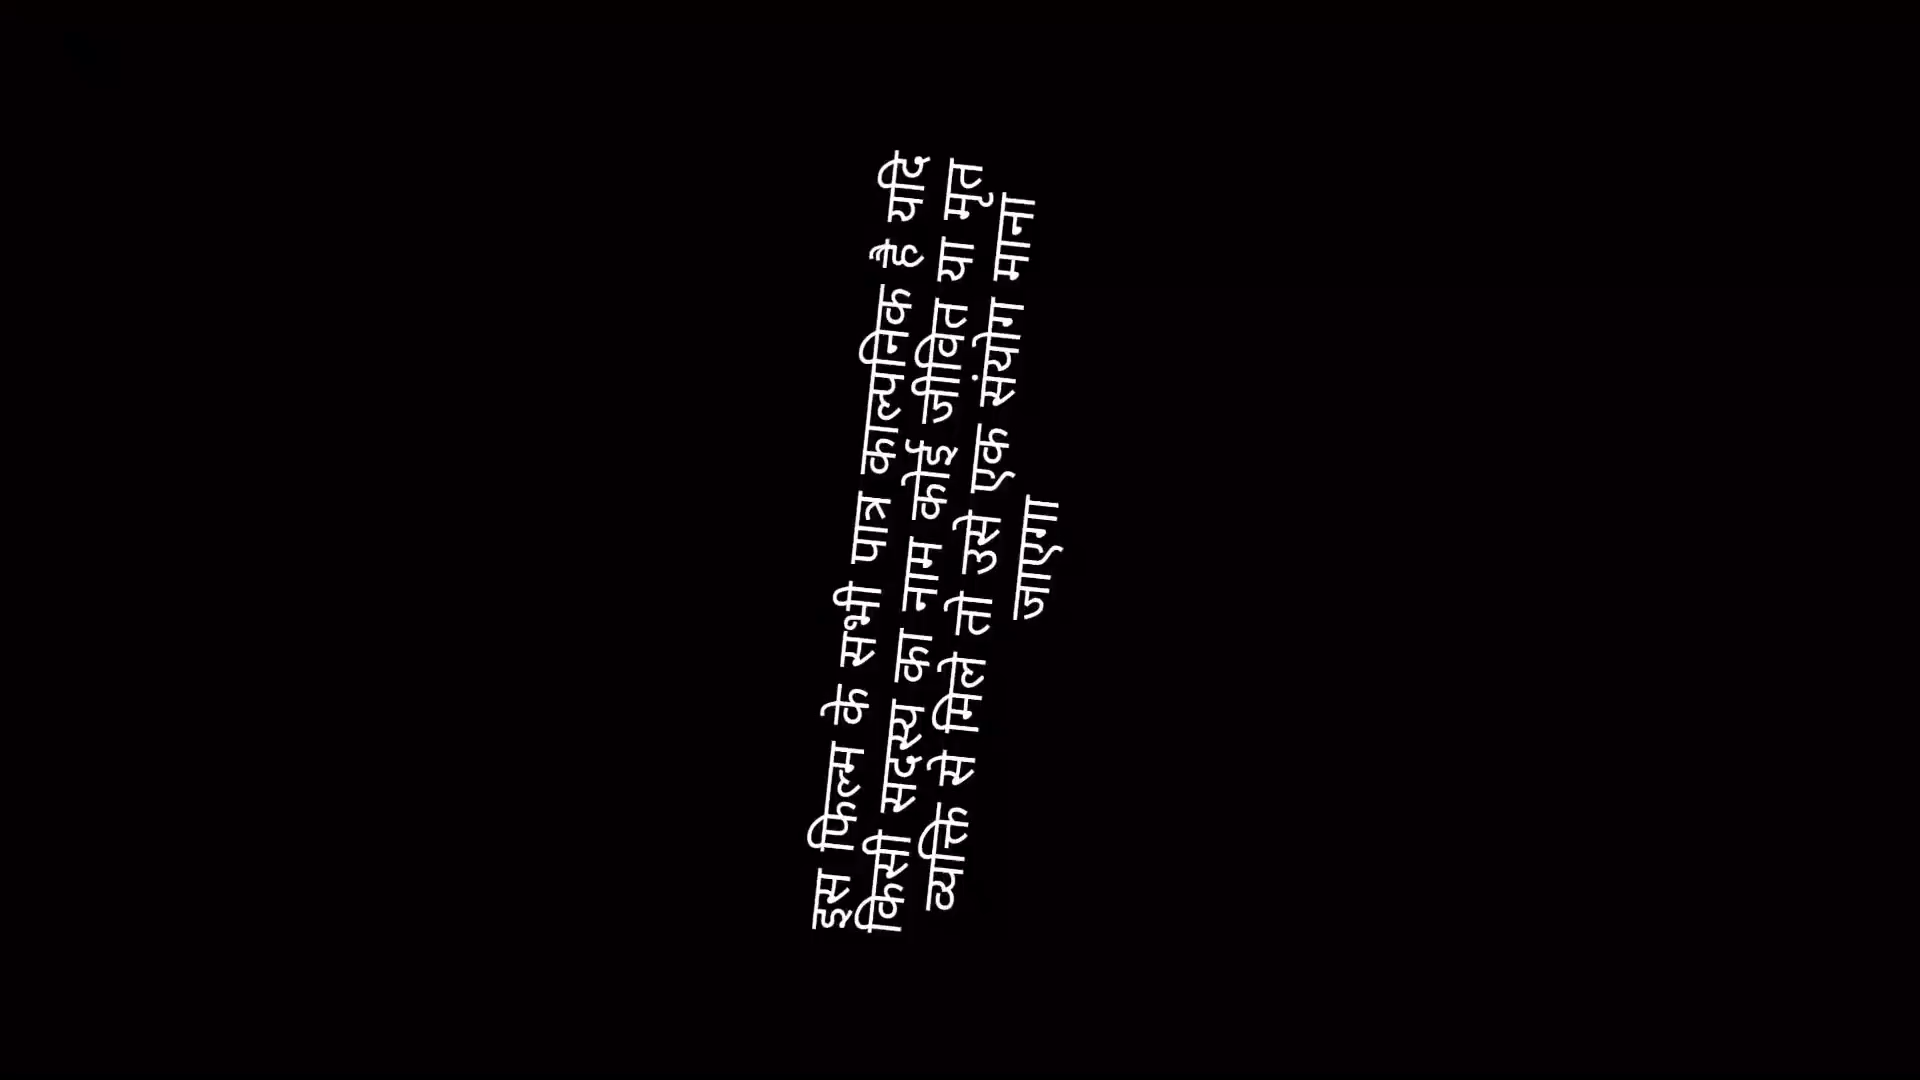 इस फिल्म के सभी पात्र काल्पनिक है यदि
किसी सदस्य का नाम कोई जीवित या मृत
व्यक्ति से मिले तो उसे एक संयोग माना
जाएगा